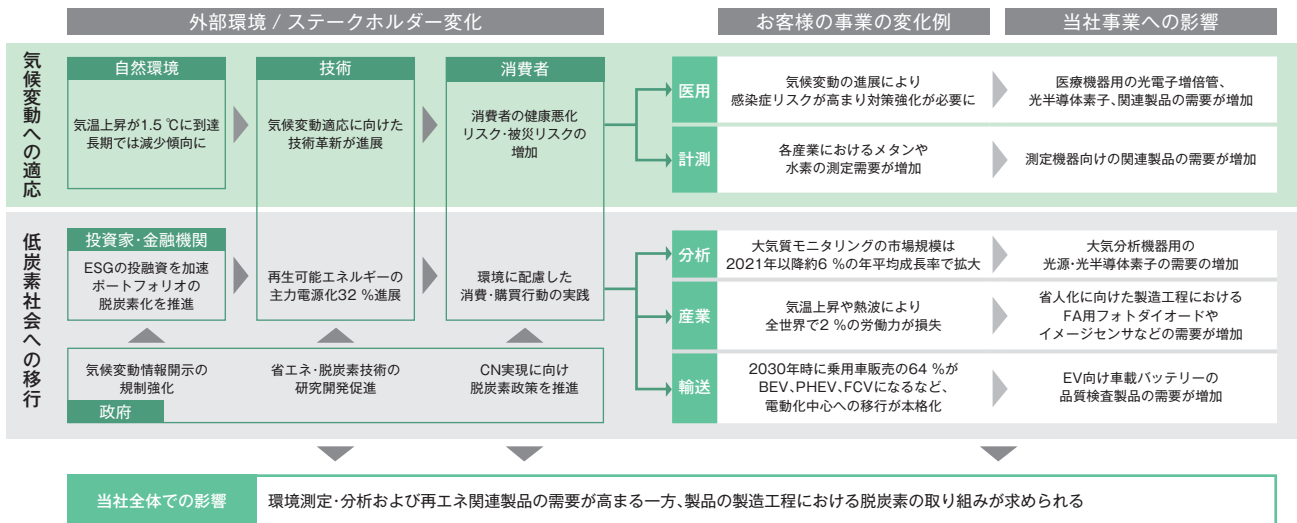 外部環境 / ステークホルダー変化
お客様の事業の変化例
当社事業への影響
気候変動への適応
自然環境
気温上昇が1.5 ℃に到達
長期では減少傾向に
技術
気候変動適応に向けた
技術革新が進展
消費者
消費者の健康悪化
リスク・被災リスクの
増加
医用
気候変動の進展により
感染症リスクが高まり対策強化が必要に
医療機器用の光電子増倍管、
光半導体素子、関連製品の需要が増加
計測
各産業におけるメタンや
水素の測定需要が増加
測定機器向けの関連製品の需要が増加
低炭素社会への移行
投資家・金融機関
ESGの投融資を加速
ポートフォリオの
脱炭素化を推進
再生可能エネルギーの
主力電源化32 %進展
環境に配慮した
消費・購買行動の実践
気候変動情報開示の
規制強化
省エネ・脱炭素技術の
研究開発促進
CN実現に向け
脱炭素政策を推進
政府
分析
大気質モニタリングの市場規模は
2021年以降約6 %の年平均成長率で拡大
大気分析機器用の
光源・光半導体素子の需要の増加
産業
気温上昇や熱波により
全世界で2 %の労働力が損失
省人化に向けた製造工程における
FA用フォトダイオードや
イメージセンサなどの需要が増加
輸送
2030年時に乗用車販売の64 %が
BEV、PHEV、FCVになるなど、
電動化中心への移行が本格化
EV向け車載バッテリーの
品質検査製品の需要が増加
当社全体での影響
環境測定・分析および再エネ関連製品の需要が高まる一方、製品の製造工程における脱炭素の取り組みが求められる